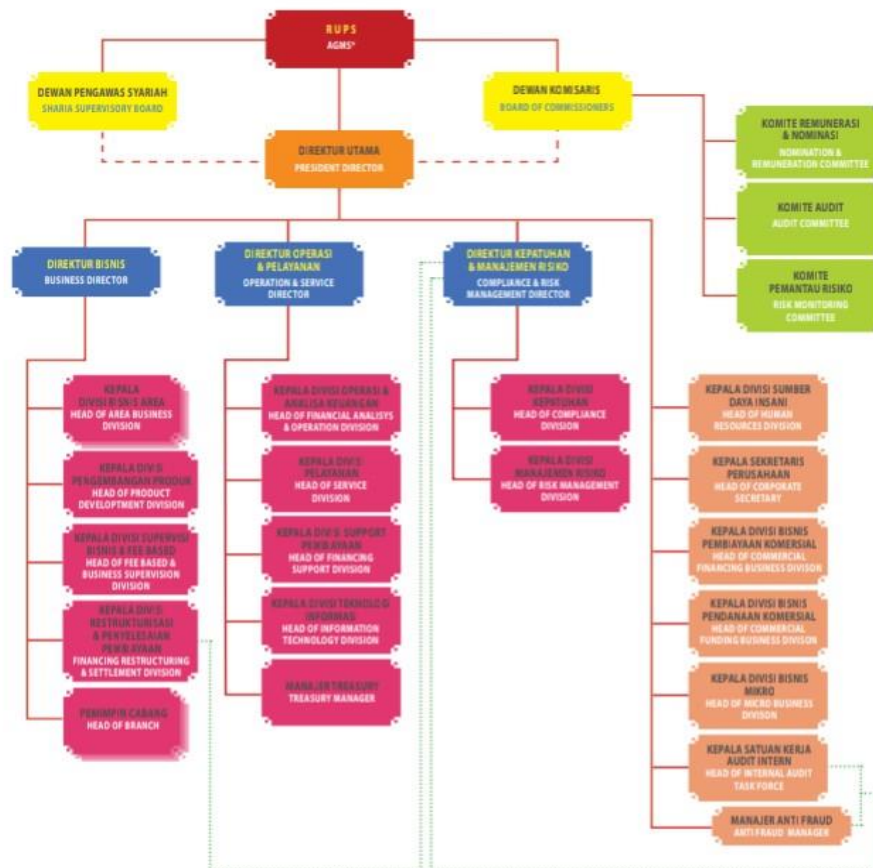 RUPS
AGMS*
DEWAN PENGAWAS SYARIAH
SHARIA SUPERVISORY BOARD
DEWAN KOMISARIS
BOARD OF COMMISSIONERS
DIREKTUR UTAMA
PRESIDENT DIRECTOR
KOMITE REMUNERASI
& NOMINASI
NOMINATION &
REMUNERATION COMMITTEE
KOMITE AUDIT
AUDIT COMMITTEE
KOMITE
PEMANTAU RISIKO
RISK MONITORING
COMMITTEE
DIREKTUR BISNIS
BUSINESS DIRECTOR
DIREKTUR OPERASI
& PELAYANAN
OPERATION & SERVICE
DIRECTOR
DIREKTUR KEPATUHAN
& MANAJEMEN RISIKO
COMPLIANCE & RISK
MANAGEMENT DIRECTOR
KEPALA
DIVISI BISNIS AREA
HEAD OF AREA BUSINESS
DIVISION
KEPALA DIVISI
PENGEMBANGAN PRODUK
HEAD OF PRODUCT
DEVELOPTMENT DIVISION
KEPALA DIVISI SUPERVISI
BISNIS & FEE BASED
HEAD OF FEE BASED &
BUSINESS SUPERVISION
DIVISION
KEPALA DIVISI
RESTRUKTURISASI
& PENYELESAIAN
PEMBIAYAAN
FINANCING RESTRUCTURING
& SETTLEMENT DIVISION
PEMIMPIN CABANG
HEAD OF BRANCH
KEPALA DIVISI OPERASI &
ANALISA KEUANGAN
HEAD OF FINANCIAL ANALISYS
& OPERATION DIVISION
KEPALA DIVISI
PELAYANAN
HEAD OF SERVICE
DIVISION
KEPALA DIVISI SUPPORT
PEMBIAYAAN
HEAD OF FINANCING
SUPPORT DIVISION
KEPALA DIVISI TEKNOLOGI
INFORMASI
HEAD OF INFORMATION
TECHNOLOGY DIVISION
MANAJER TREASURY
TREASURY MANAGER
KEPALA DIVISI
KEPATUHAN
HEAD OF COMPLIANCE
DIVISION
KEPALA DIVISI
MANAJEMEN RISIKO
HEAD OF RISK MANAGEMENT
DIVISION
KEPALA DIVISI SUMBER
DAYA INSANI
HEAD OF HUMAN
RESOURCES DIVISION
KEPALA SEKRETARIS
PERUSAHAAN
HEAD OF CORPORATE
SECRETARY
KEPALA DIVISI BISNIS
PEMBIAYAAN KOMERSIAL
HEAD OF COMMERCIAL
FINANCING BUSINESS DIVISON
KEPALA DIVISI BISNIS
PENDANAAN KOMERSIAL
HEAD OF COMMERCIAL
FUNDING BUSINESS DIVISON
KEPALA DIVISI BISNIS
MIKRO
HEAD OF MICRO BUSINESS
DIVISON
KEPALA SATUAN KERJA
AUDIT INTERN
HEAD OF INTERNAL AUDIT
TASK FORCE
MANAJER ANTI FRAUD
ANTI FRAUD MANAGER